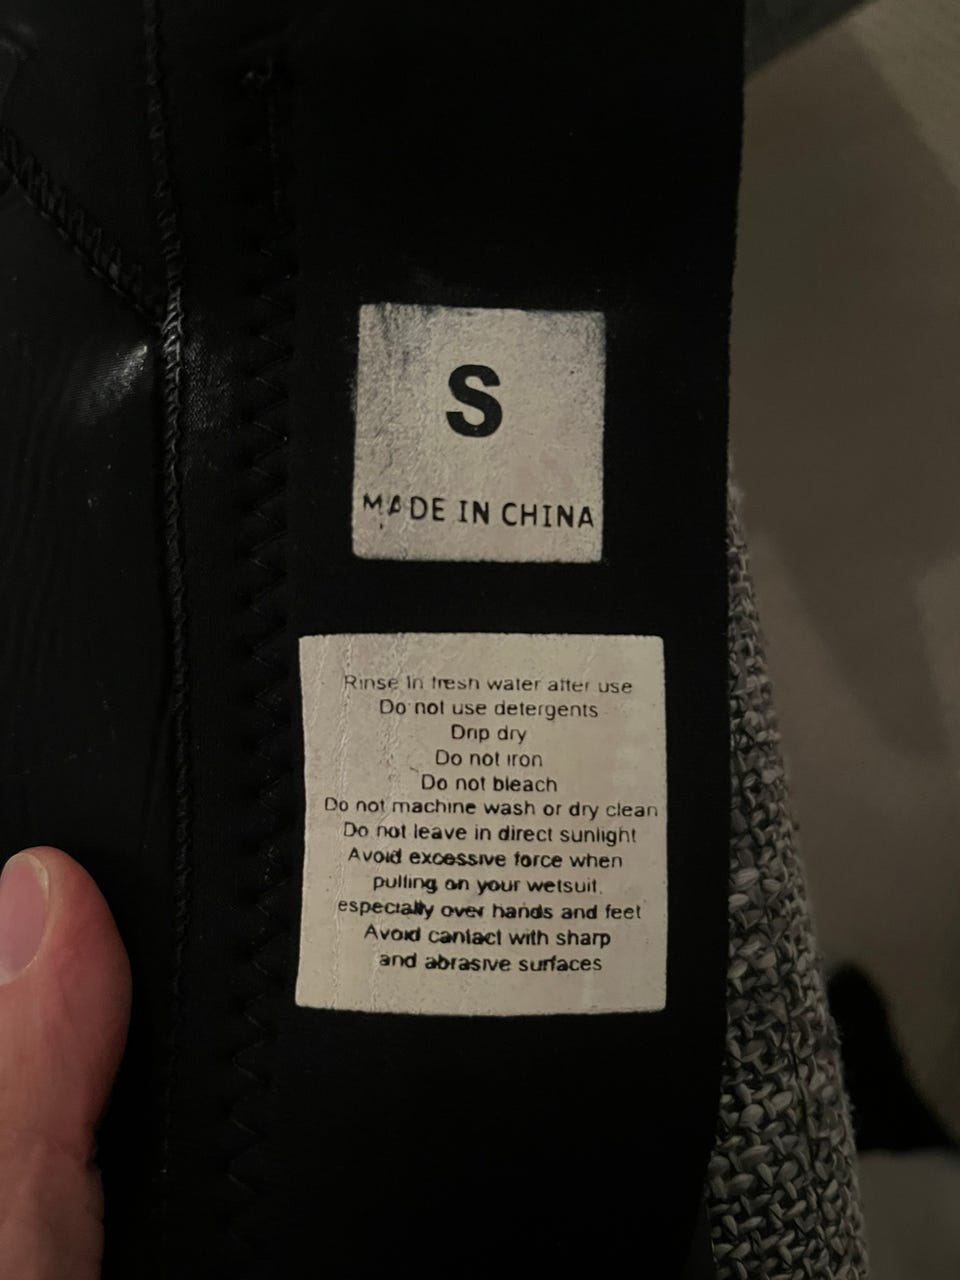 S
MADE IN CHINA
Rinse in fresh water after use
Do not use detergents
Drip dry
Do not iron
Do not bleach
Do not machine wash or dry clean
Do not leave in direct sunlight
Avoid excessive force when
pulling on your wetsuit,
especially over hands and feet
Avoid contact with sharp
and abrasive surfaces